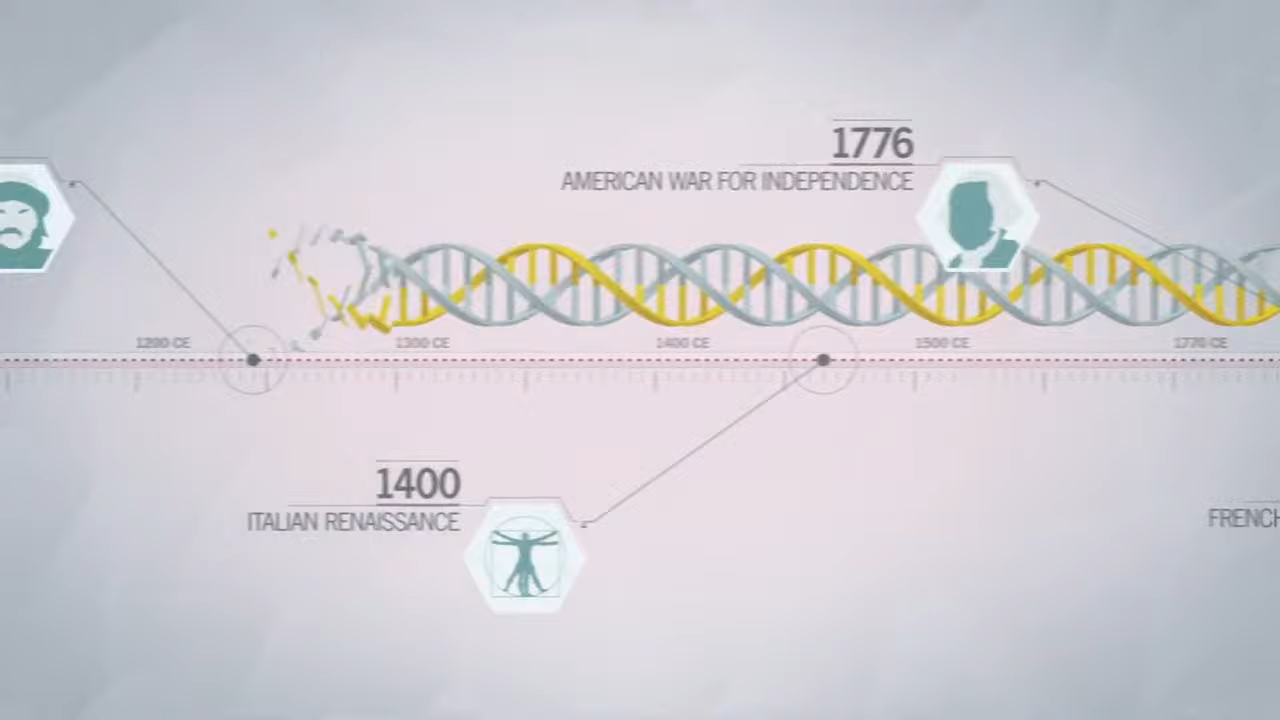 1776
AMERICAN WAR FOR INDEPENDENCE
1200 CE
1300 CE
1400 CE
1500 CE
1770 CE
1400
ITALIAN RENAISSANCE
FRENCH